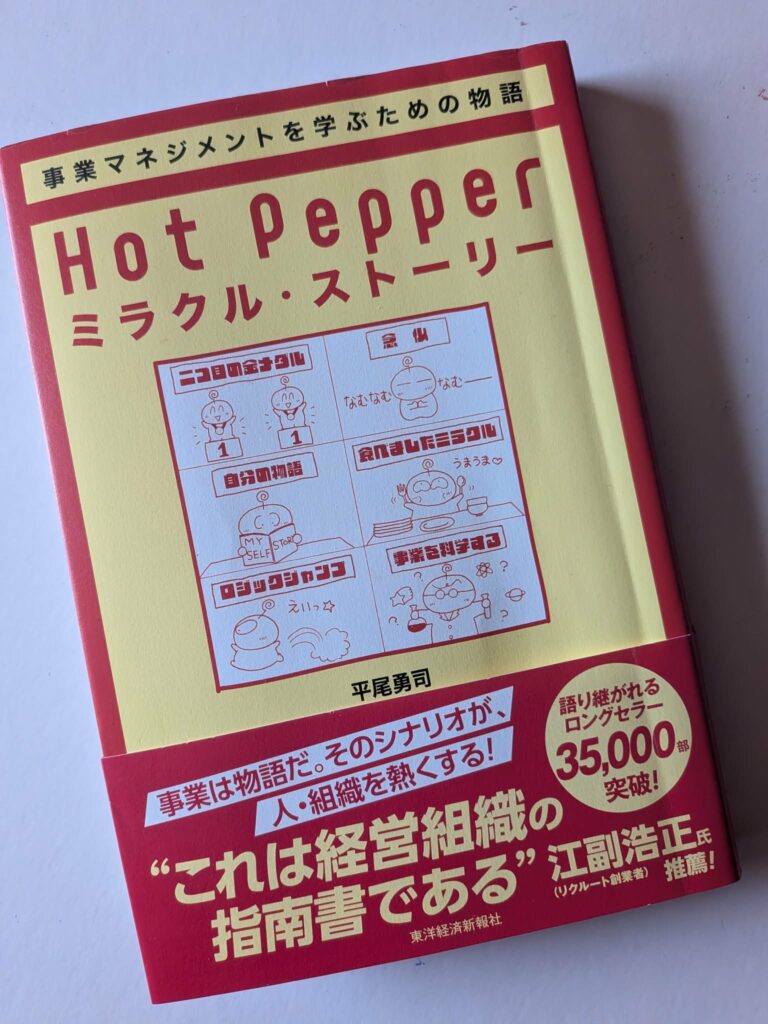 事業マネジメントを学ぶための物語
Hot Pepper
ミラクル・ストーリー
二コ目の金メダル
1
1
念仏
なむなむ
なむ――
自分の物語
MY SELF STORY
食べましたミラクル
うまうま♡
ロジックジャンプ
えいっ☆
事業を科学する
?
?
?
?
平尾勇司
事業は物語だ。そのシナリオが、
人・組織を熱くする!
語り継がれる
ロングセラー
35,000部
突破!
“これは経営組織の
指南書である”
江副浩正氏
(リクルート創業者)
推薦!
東洋経済新報社